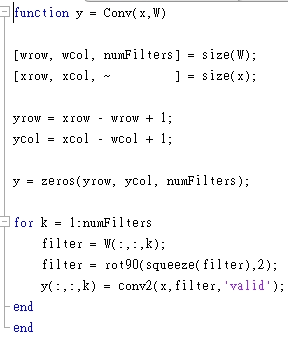 function y = Conv(x,W)
[wrow, wcol, numFilters] = size(W);
[xrow, xcol, ~         ] = size(x);
yrow = xrow - wrow + 1;
ycol = xcol - wcol + 1;
y = zeros(yrow, ycol, numFilters);
for k = 1:numFilters
    filter = W(:,:,k);
    filter = rot90(squeeze(filter),2);
    y(:,:,k) = conv2(x,filter,'valid');
end
end